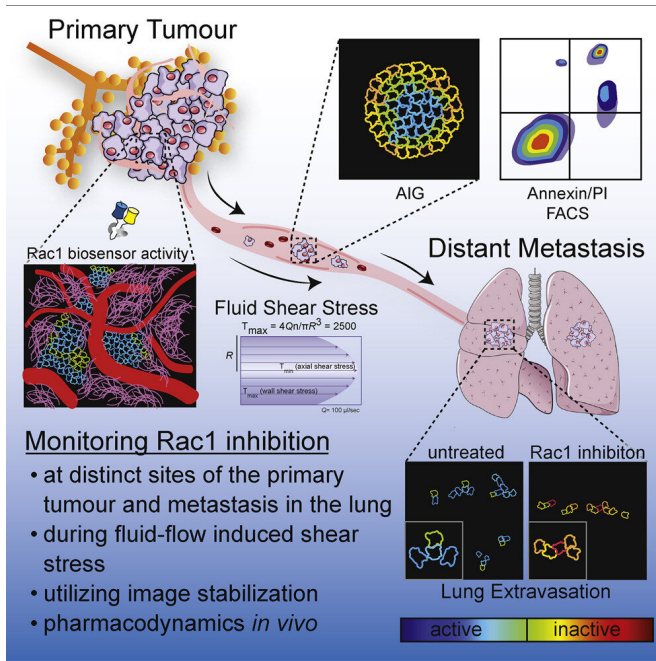 Primary Tumour
AIG
Annexin/PI
FACS
Rac1 biosensor activity
Distant Metastasis
Fluid Shear Stress
Tmax = 4Qn/πR³ = 2500
R
Tmin (axial shear stress)
Tmax (wall shear stress)
Q= 100 µl/sec
Monitoring Rac1 inhibition
• at distinct sites of the primary
tumour and metastasis in the lung
• during fluid-flow induced shear
stress
• utilizing image stabilization
• pharmacodynamics in vivo
untreated
Rac1 inhibiton
Lung Extravasation
active
inactive